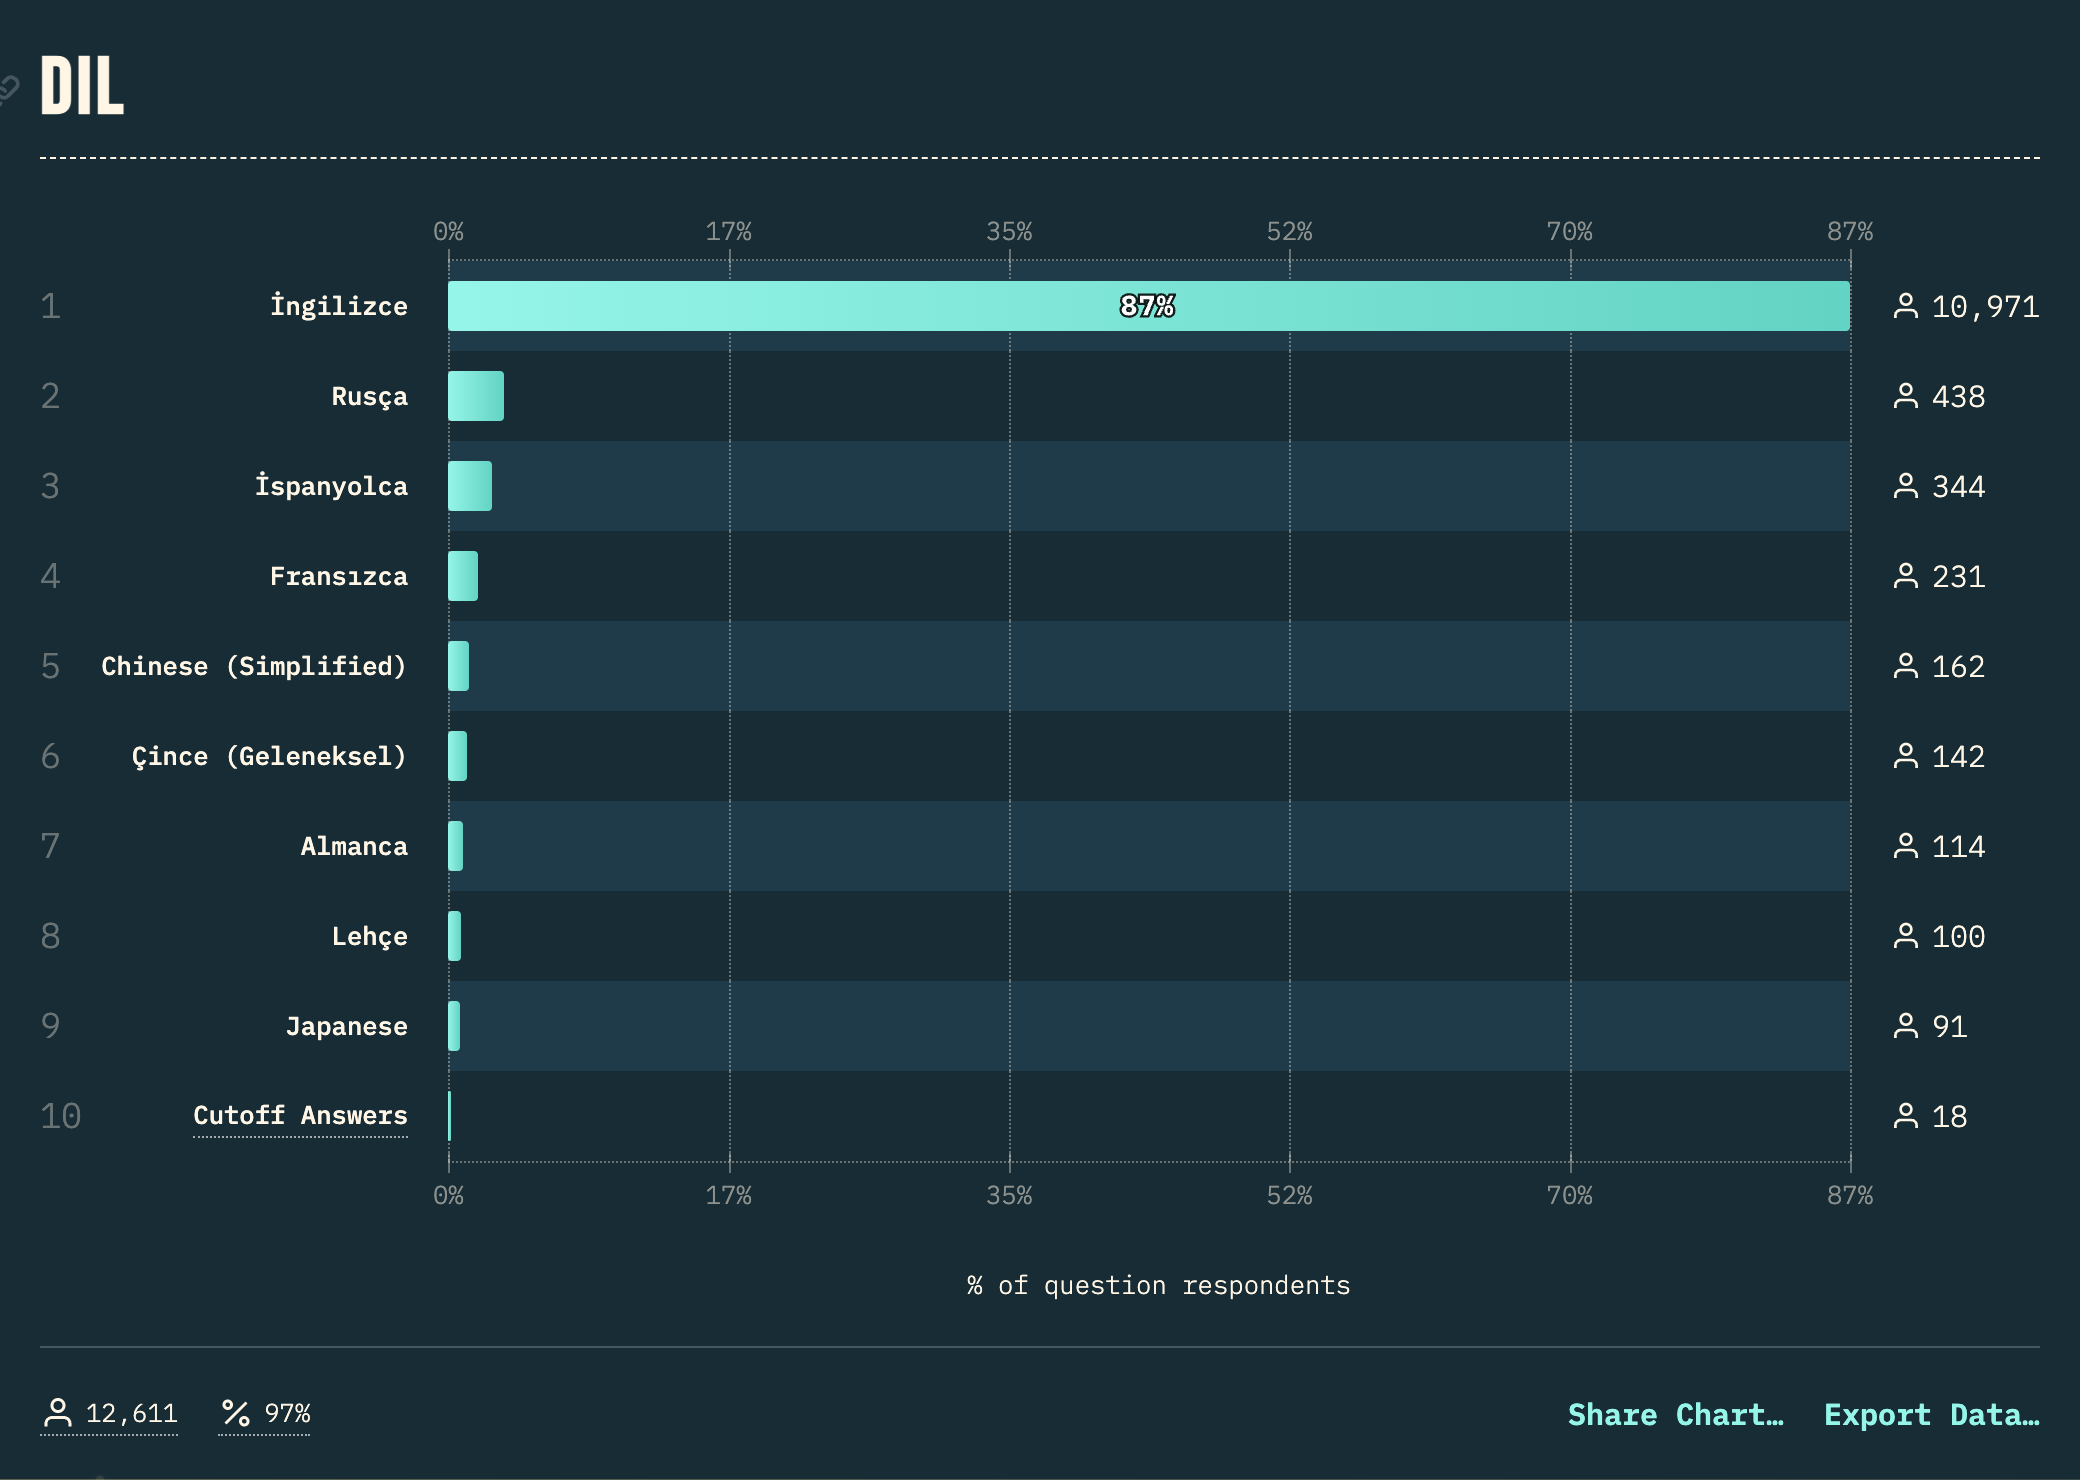 DIL
0% 17% 35% 52% 70% 87%
1 İngilizce 87% 10,971
2 Rusça 438
3 İspanyolca 344
4 Fransızca 231
5 Chinese (Simplified) 162
6 Çince (Geleneksel) 142
7 Almanca 114
8 Lehçe 100
9 Japanese 91
10 Cutoff Answers 18
0% 17% 35% 52% 70% 87%
% of question respondents
12,611 97% Share Chart… Export Data…